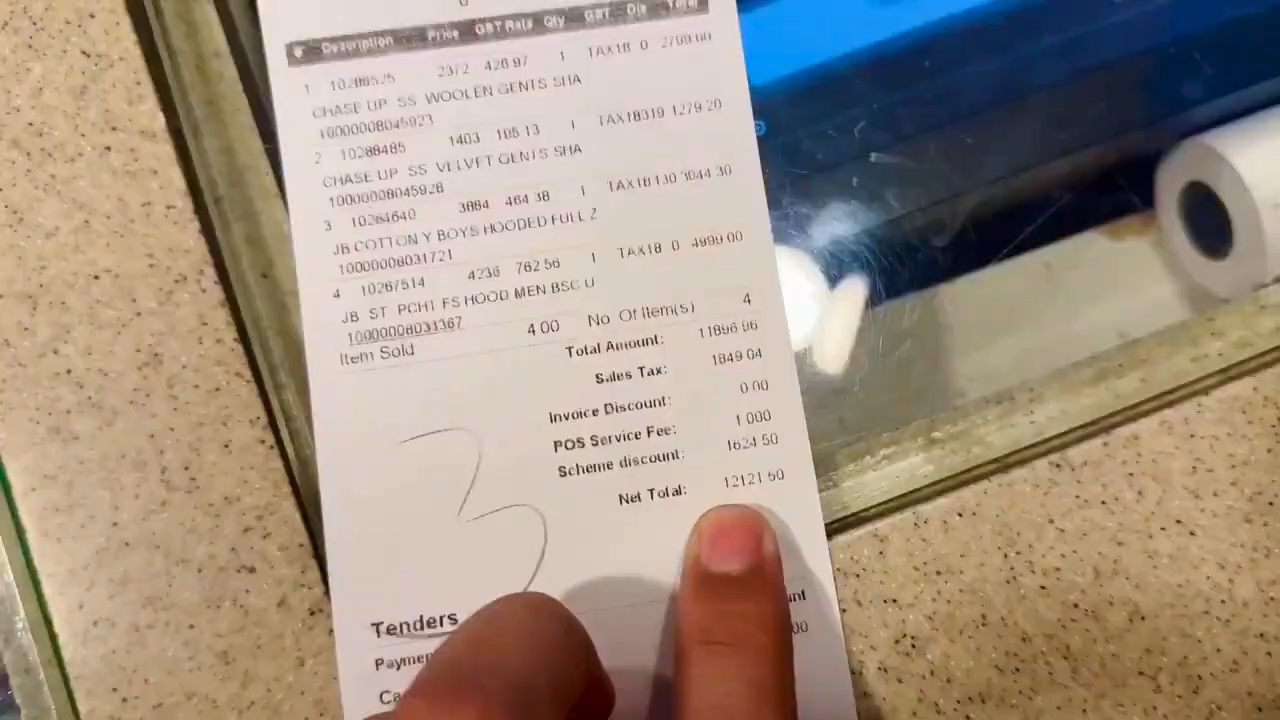 # Description Price GST Rate Qty GST Dis Total
1 10288525 2372 426 97 1 TAX18 0 2799.00
CHASE UP SS WOOLEN GENTS SHA
10000008045923
2 10288485 1403 195 13 1 TAX18319 1279 20
CHASE UP SS VELVET GENTS SHA
10000008045928
3 10264640 3884 464 38 1 TAX18 130 3044 30
JB COTTON Y BOYS HOODED FULL Z
10000008031721
4 10267514 4236 762 56 1 TAX18 0 4999 00
JB ST PCH1 FS HOOD MEN BSC U
10000008031367
Item Sold 4 00 No Of Item(s) 4
Total Amount: 11896 96
Sales Tax: 1849 04
Invoice Discount: 0 00
POS Service Fee: 1 000
Scheme discount: 1624 50
Net Total: 12121 50
3
Tenders